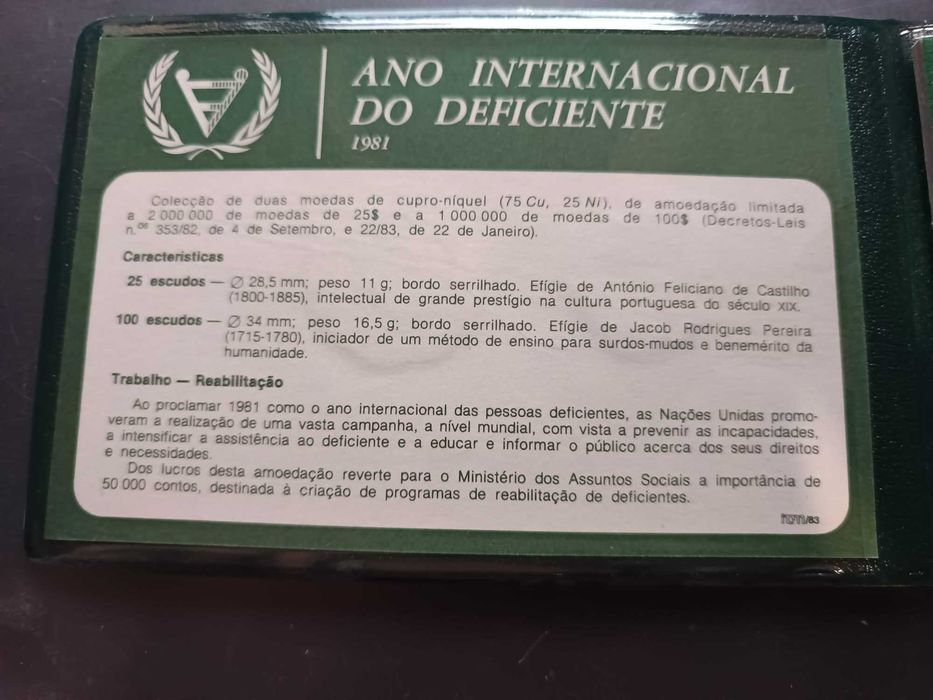 ANO INTERNACIONAL
DO DEFICIENTE
1981
Colecção de duas moedas de cupro-níquel (75 Cu, 25 Ni), de amoedação limitada
a 2 000 000 de moedas de 25$ e a 1 000 000 de moedas de 100$ (Decretos-Leis
n.os 353/82, de 4 de Setembro, e 22/83, de 22 de Janeiro).
Características
25 escudos — ∅ 28,5 mm; peso 11 g; bordo serrilhado. Efígie de António Feliciano de Castilho
(1800-1885), intelectual de grande prestígio na cultura portuguesa do século XIX.
100 escudos — ∅ 34 mm; peso 16,5 g; bordo serrilhado. Efígie de Jacob Rodrigues Pereira
(1715-1780), iniciador de um método de ensino para surdos-mudos e benemérito da
humanidade.
Trabalho — Reabilitação
Ao proclamar 1981 como o ano internacional das pessoas deficientes, as Nações Unidas promo-
veram a realização de uma vasta campanha, a nível mundial, com vista a prevenir as incapacidades,
a intensificar a assistência ao deficiente e a educar e informar o público acerca dos seus direitos
e necessidades.
Dos lucros desta amoedação reverte para o Ministério dos Assuntos Sociais a importância de
50 000 contos, destinada à criação de programas de reabilitação de deficientes.
incm/83